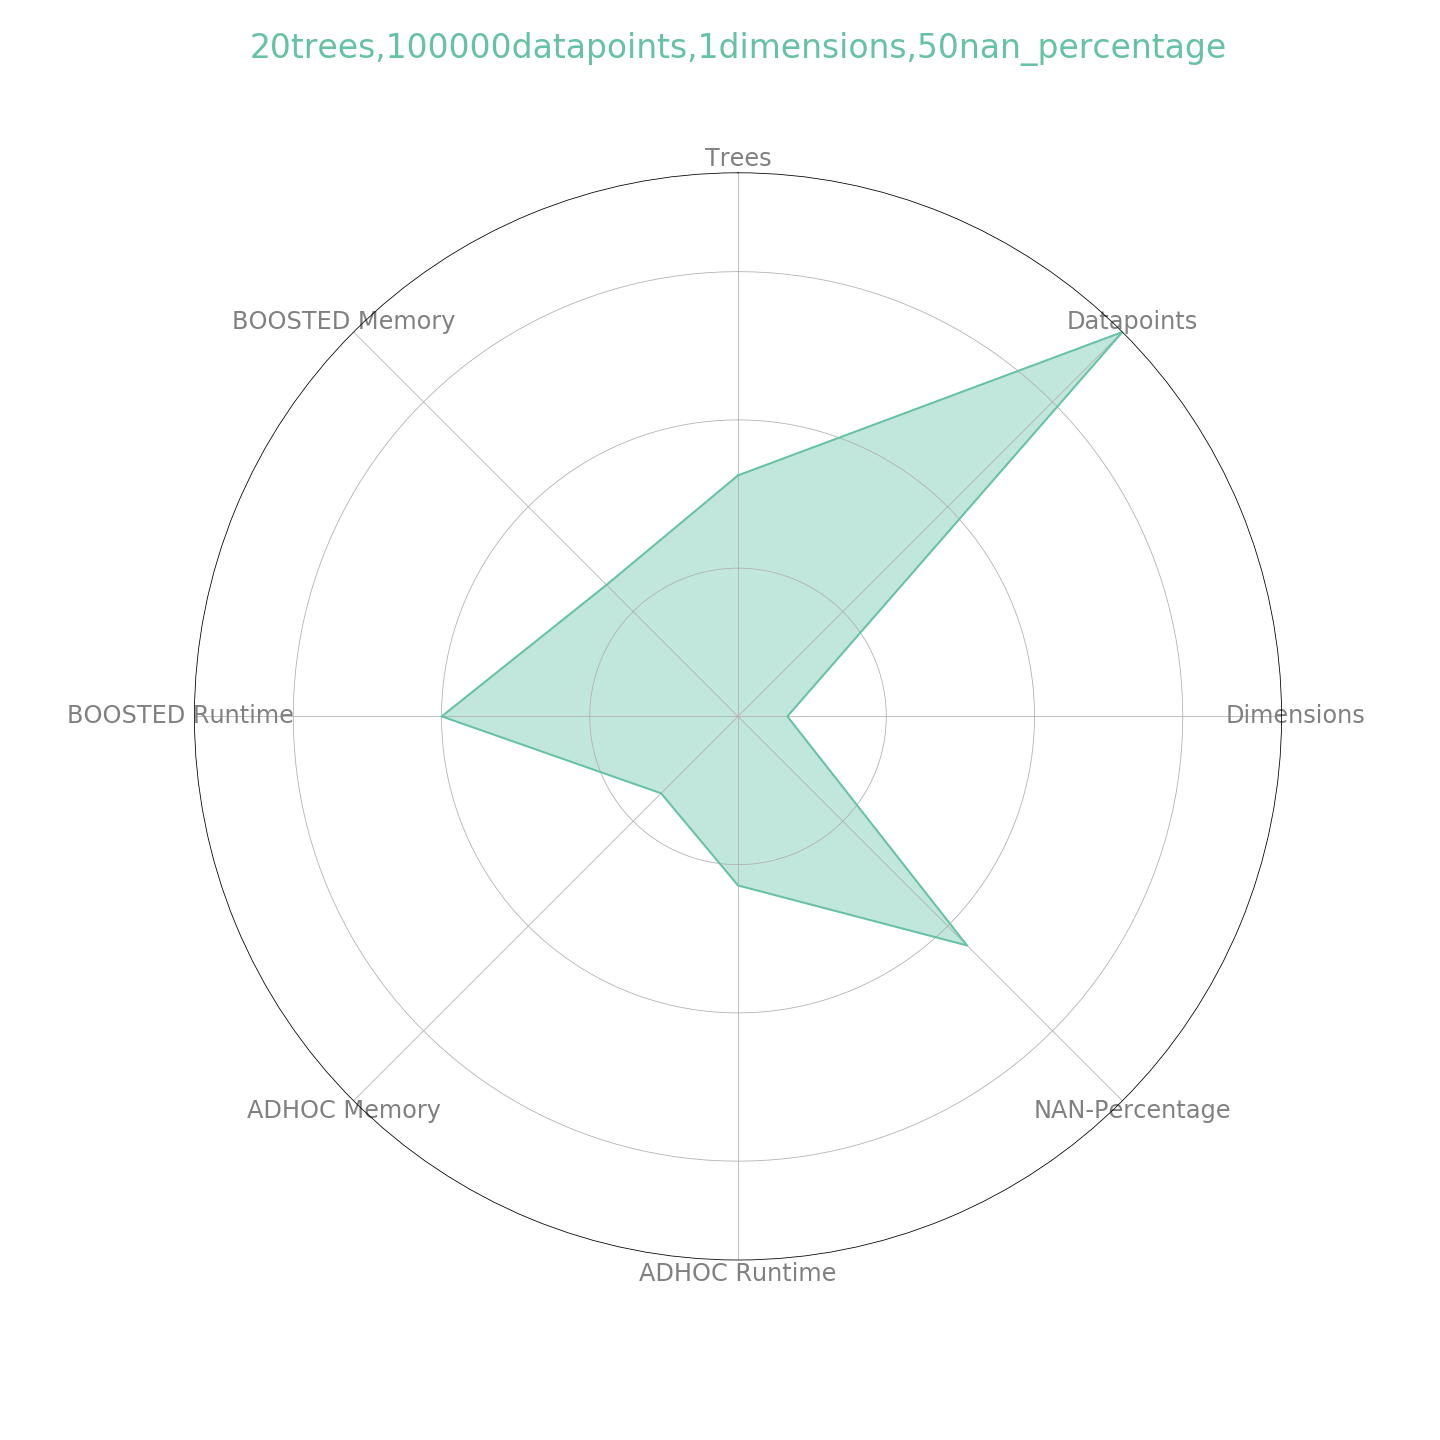 20trees,100000datapoints,1dimensions,50nan_percentage
Trees
BOOSTED Memory
Datapoints
BOOSTED Runtime
Dimensions
ADHOC Memory
NAN-Percentage
ADHOC Runtime